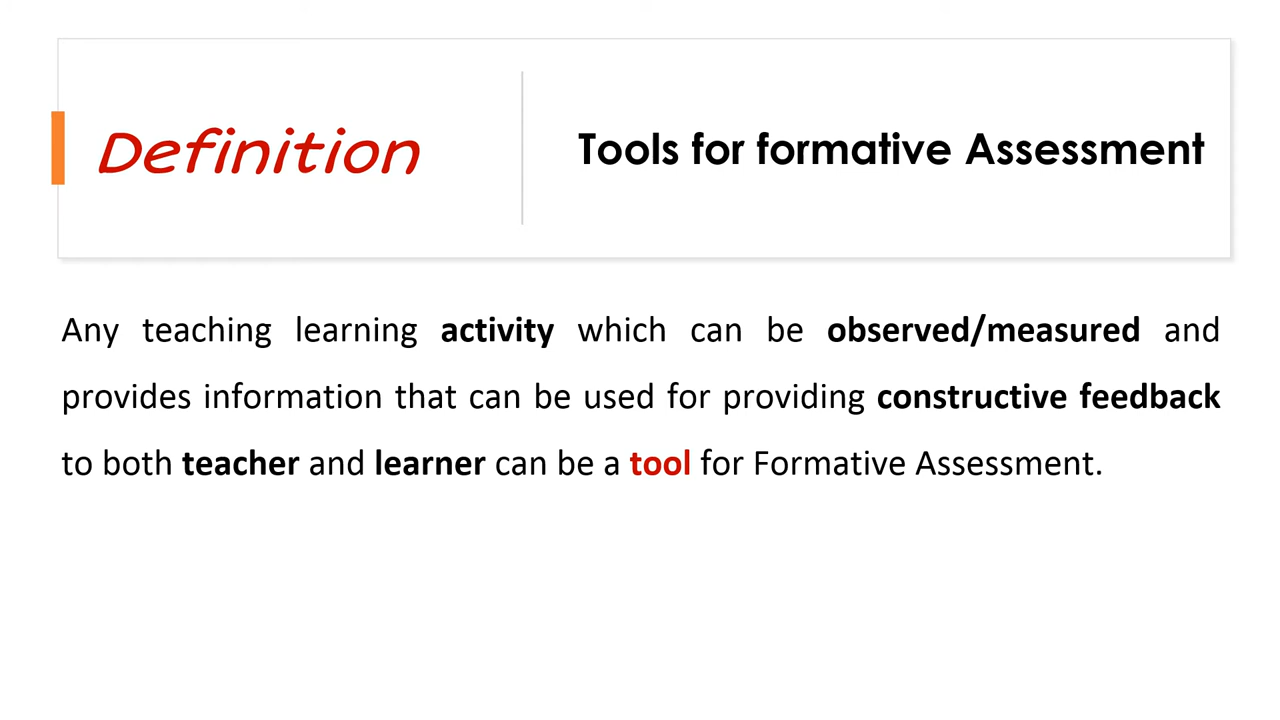 Definition
Tools for formative Assessment
Any teaching learning activity which can be observed/measured and
provides information that can be used for providing constructive feedback
to both teacher and learner can be a tool for Formative Assessment.